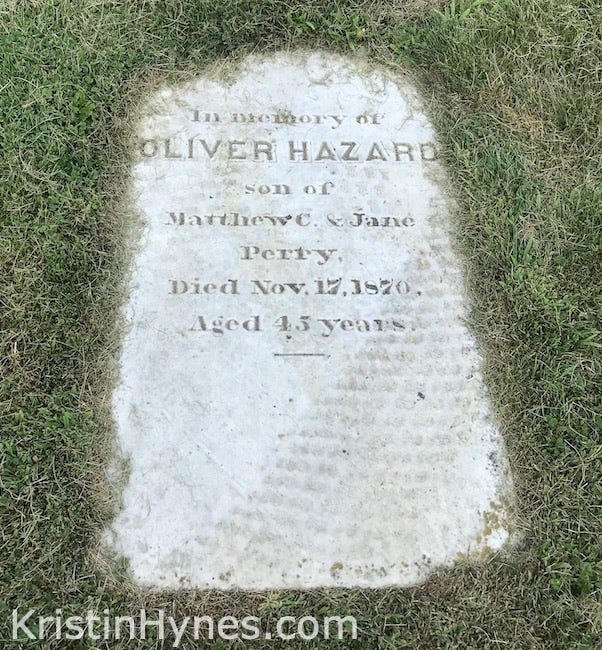 In memory of
OLIVER HAZARD
son of
Matthew C. & Jane
Perry,
Died Nov. 17, 1870,
Aged 45 years.
KristinHynes.com